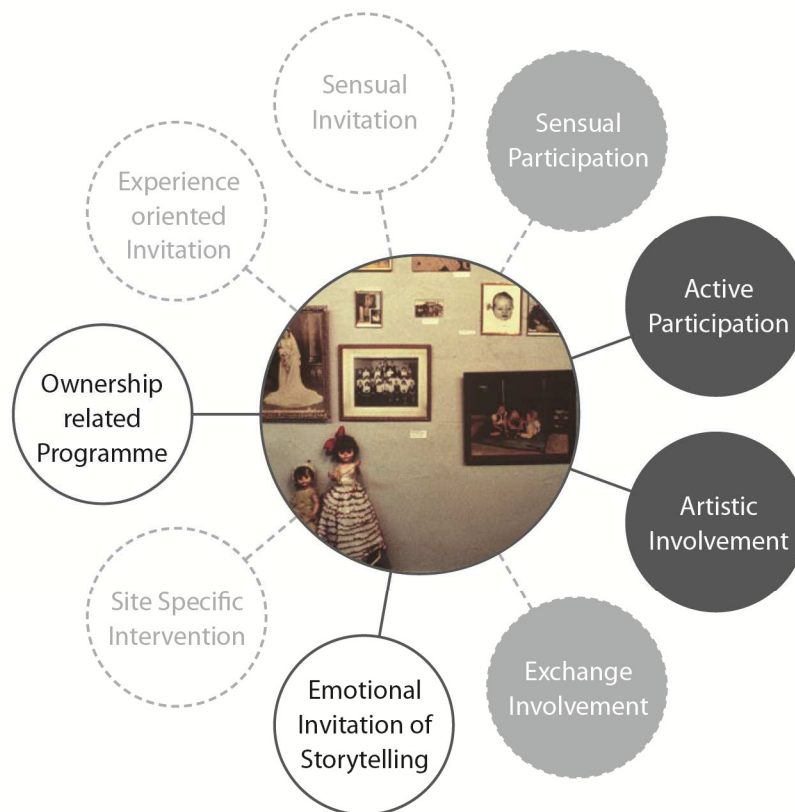 Sensual
Invitation
Sensual
Participation
Experience
oriented
Invitation
Active
Participation
Ownership
related
Programme
Artistic
Involvement
Site Specific
Intervention
Exchange
Involvement
Emotional
Invitation of
Storytelling